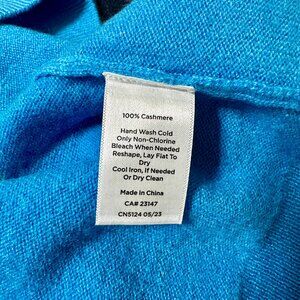 100% Cashmere
Hand Wash Cold
Only Non-Chlorine
Bleach When Needed
Reshape, Lay Flat To
Dry
Cool Iron, if Needed
Or Dry Clean
Made in China
CA# 23147
CN5124 05/23